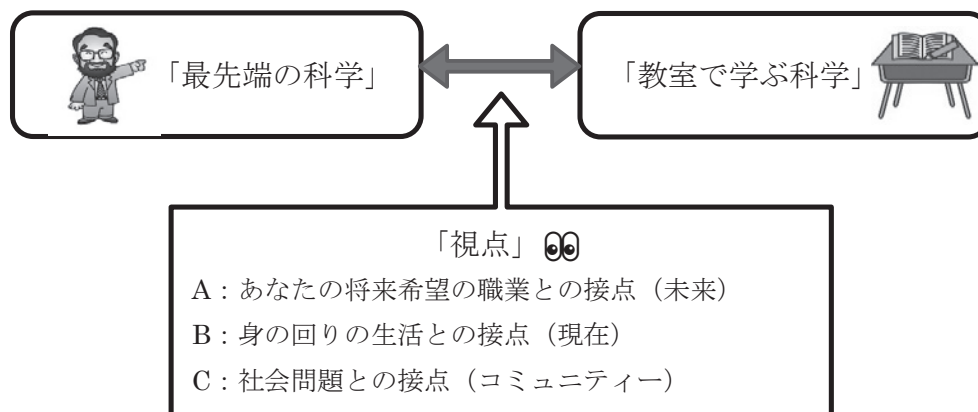 「最先端の科学」
「教室で学ぶ科学」
「視点」
A:あなたの将来希望の職業との接点(未来)
B:身の回りの生活との接点(現在)
C:社会問題との接点(コミュニティー)